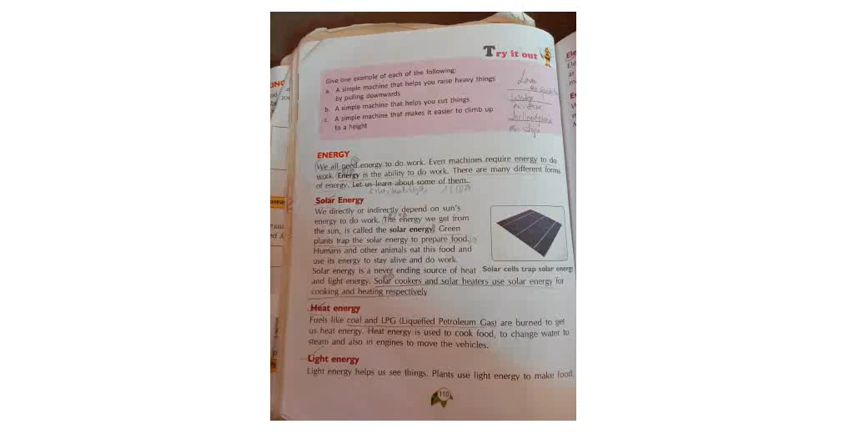 Try it out
Give one example of each of the following:
a. A simple machine that helps you raise heavy things
by pulling downwards
b. A simple machine that helps you cut things
c. A simple machine that makes it easier to climb up
to a height
ENERGY
We all need energy to do work. Even machines require energy to do
work. Energy is the ability to do work. There are many different forms
of energy. Let us learn about some of them.
Solar Energy
We directly or indirectly depend on sun's
energy to do work. The energy we get from
the sun, is called the solar energy. Green
plants trap the solar energy to prepare food.
Humans and other animals eat this food and
use its energy to stay alive and do work.
Solar energy is a never ending source of heat
and light energy. Solar cookers and solar heaters use solar energy for
cooking and heating respectively
Solar cells trap solar energy
Heat energy
Fuels like coal and LPG (Liquefied Petroleum Gas) are burned to get
us heat energy. Heat energy is used to cook food, to change water to
steam and also in engines to move the vehicles.
Light energy
Light energy helps us see things. Plants use light energy to make food.
110